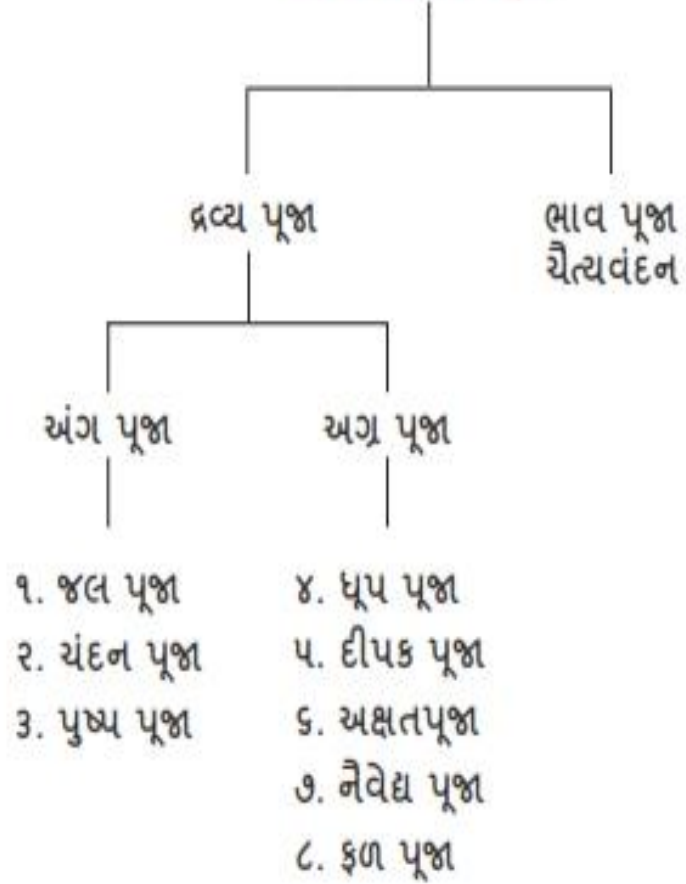 દ્રવ્ય પૂજા
ભાવ પૂજા
ચૈત્યવંદન
અંગ પૂજા
અગ્ર પૂજા
૧. જલ પૂજા
૨. ચંદન પૂજા
૩. પુષ્પ પૂજા
૪. ધૂપ પૂજા
૫. દીપક પૂજા
૬. અક્ષતપૂજા
૭. નૈવેદ્ય પૂજા
૮. ફળ પૂજા